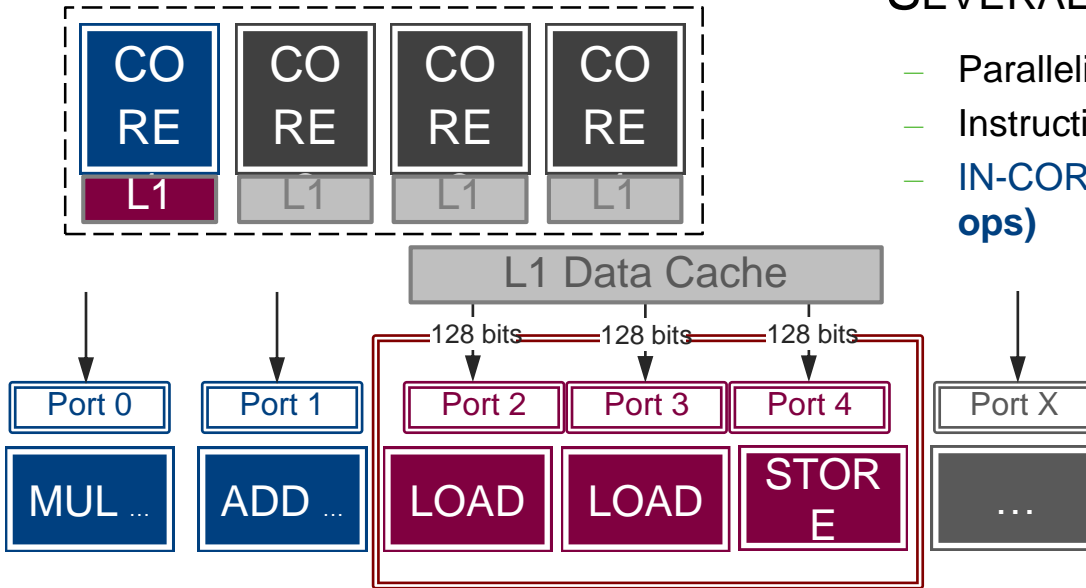 SEVERAL
CO
RE
CO
RE
CO
RE
CO
RE
L1
L1
L1
L1
– Paralleli
– Instructi
– IN-COR
ops)
L1 Data Cache
128 bits
128 bits
128 bits
Port 0
Port 1
Port 2
Port 3
Port 4
Port X
MUL ...
ADD ...
LOAD
LOAD
STOR
E
...